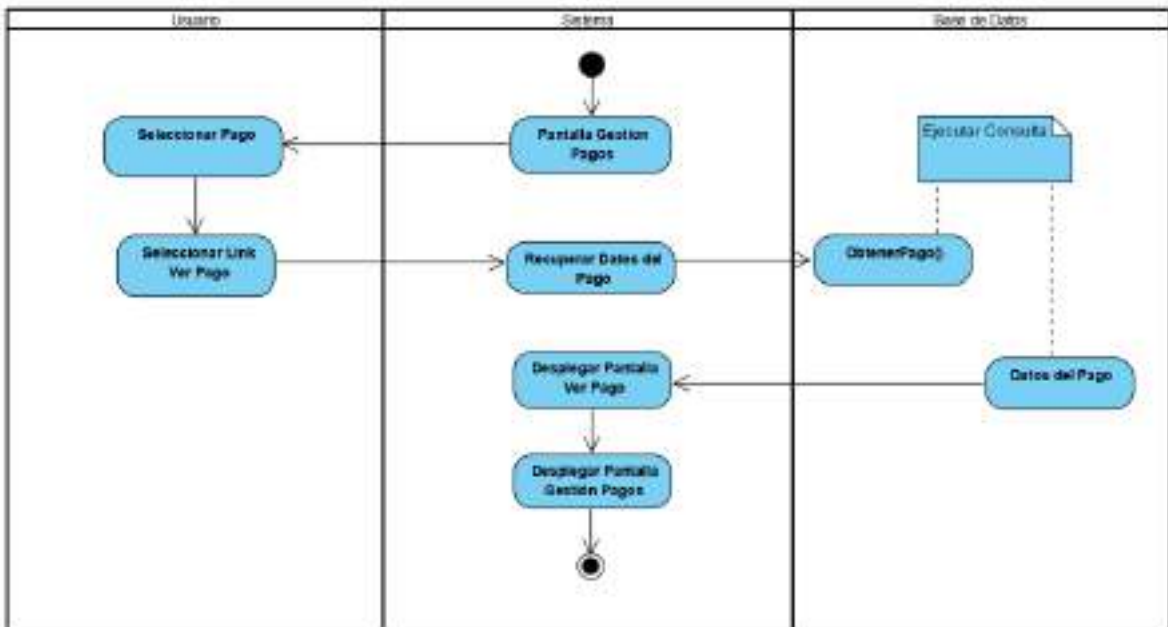 Usuario
Sistema
Base de Datos
Seleccionar Pago
Pantalla Gestion
Pagos
Ejecutar Consulta
Seleccionar Link
Ver Pago
Recuperar Datos del
Pago
ObtenerPago()
Desplegar Pantalla
Ver Pago
Datos del Pago
Desplegar Pantalla
Gestión Pagos